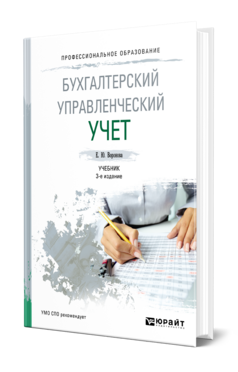 ПРОФЕССИОНАЛЬНОЕ ОБРАЗОВАНИЕ
БУХГАЛТЕРСКИЙ
УПРАВЛЕНЧЕСКИЙ
УЧЕТ
Е. Ю. Воронова
УЧЕБНИК
3-е издание
УМО СПО рекомендует
юрайт